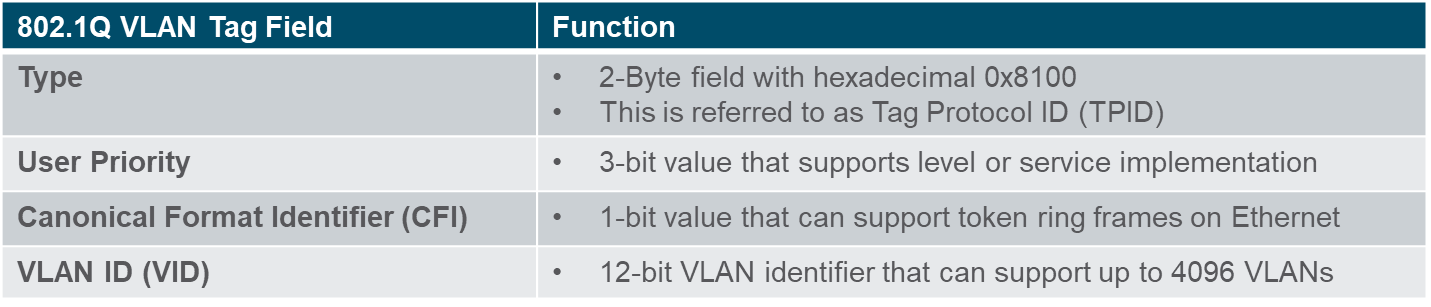 802.1Q VLAN Tag Field Function
Type
• 2-Byte field with hexadecimal 0x8100
• This is referred to as Tag Protocol ID (TPID)
User Priority • 3-bit value that supports level or service implementation
Canonical Format Identifier (CFI) • 1-bit value that can support token ring frames on Ethernet
VLAN ID (VID) • 12-bit VLAN identifier that can support up to 4096 VLANs